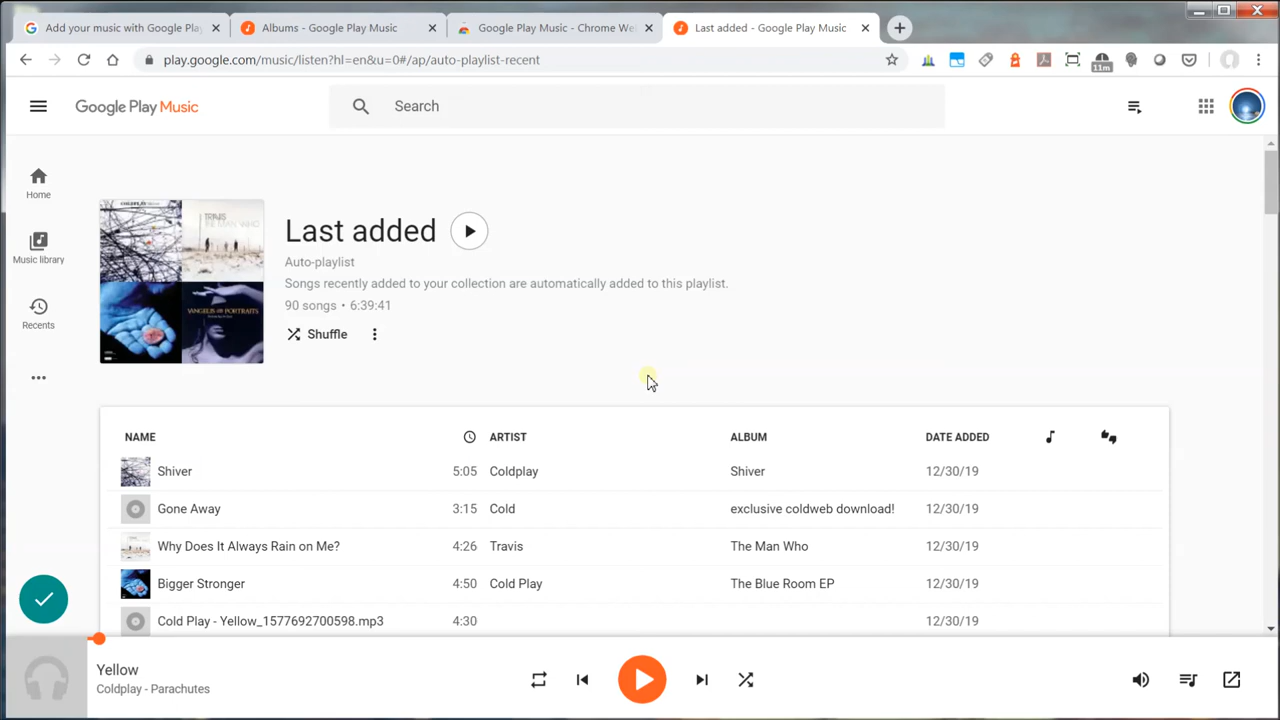 Add your music with Google Play
Albums - Google Play Music
Google Play Music - Chrome We
Last added - Google Play Music
play.google.com/music/listen?hl=en&u=0#/ap/auto-playlist-recent
11m
Google Play Music
Search
Home
Music library
Recents
TRAVIS
THE MAN WHO
VANGELIS PORTRAITS
Last added
Auto-playlist
Songs recently added to your collection are automatically added to this playlist.
90 songs • 6:39:41
Shuffle
NAME ARTIST ALBUM DATE ADDED
Shiver 5:05 Coldplay Shiver 12/30/19
Gone Away 3:15 Cold exclusive coldweb download! 12/30/19
Why Does It Always Rain on Me? 4:26 Travis The Man Who 12/30/19
Bigger Stronger 4:50 Cold Play The Blue Room EP 12/30/19
Cold Play - Yellow_1577692700598.mp3 4:30 12/30/19
Yellow
Coldplay - Parachutes